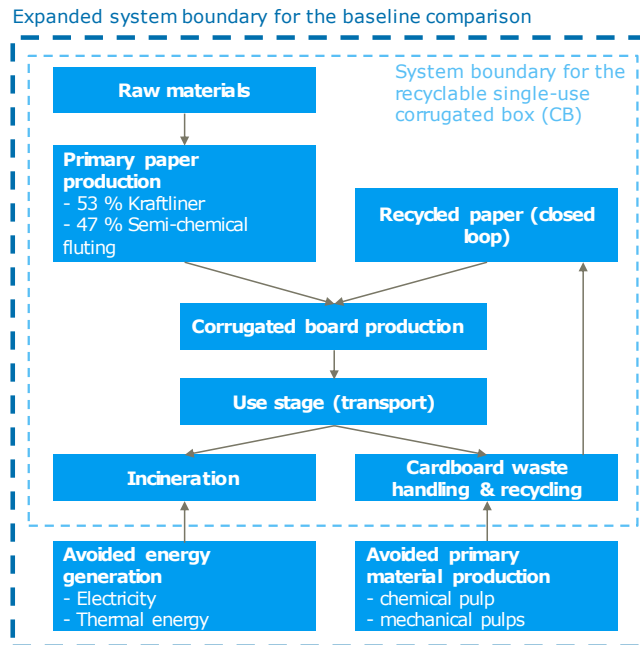 Expanded system boundary for the baseline comparison
System boundary for the
recyclable single-use
corrugated box (CB)
Raw materials
Primary paper
production
- 53 % Kraftliner
- 47 % Semi-chemical
fluting
Recycled paper (closed
loop)
Corrugated board production
Use stage (transport)
Incineration
Cardboard waste
handling & recycling
Avoided energy
generation
- Electricity
- Thermal energy
Avoided primary
material production
- chemical pulp
- mechanical pulps